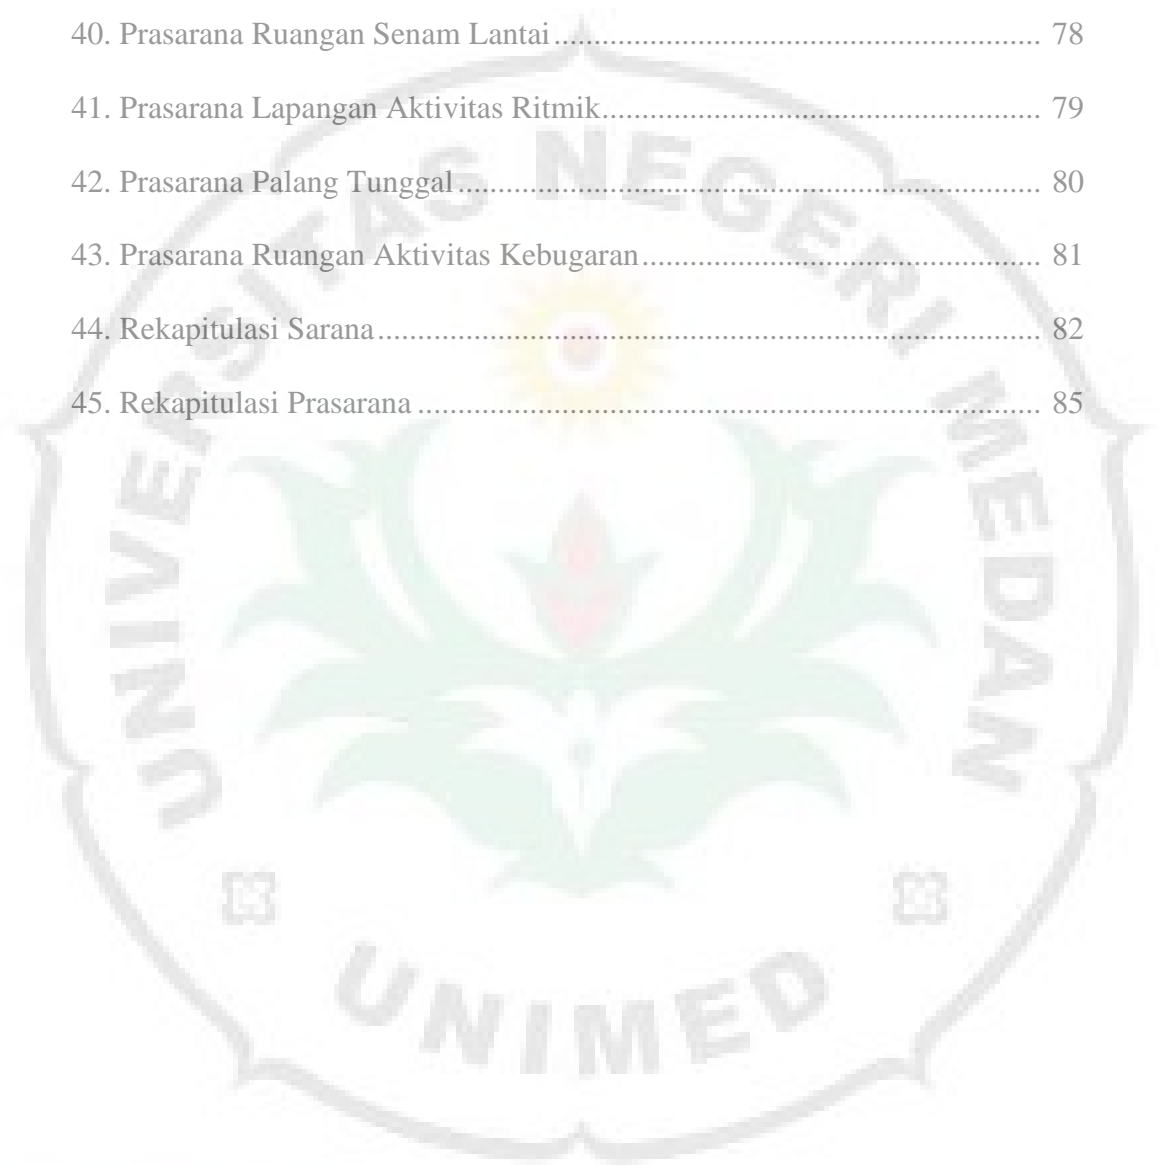 40. Prasarana Ruangan Senam Lantai............................................................. 78
41. Prasarana Lapangan Aktivitas Ritmik....................................................... 79
42. Prasarana Palang Tunggal......................................................................... 80
43. Prasarana Ruangan Aktivitas Kebugaran.................................................. 81
44. Rekapitulasi Sarana................................................................................... 82
45. Rekapitulasi Prasarana .............................................................................. 85
UNIVERSITAS NEGERI MEDAN
UNIMED